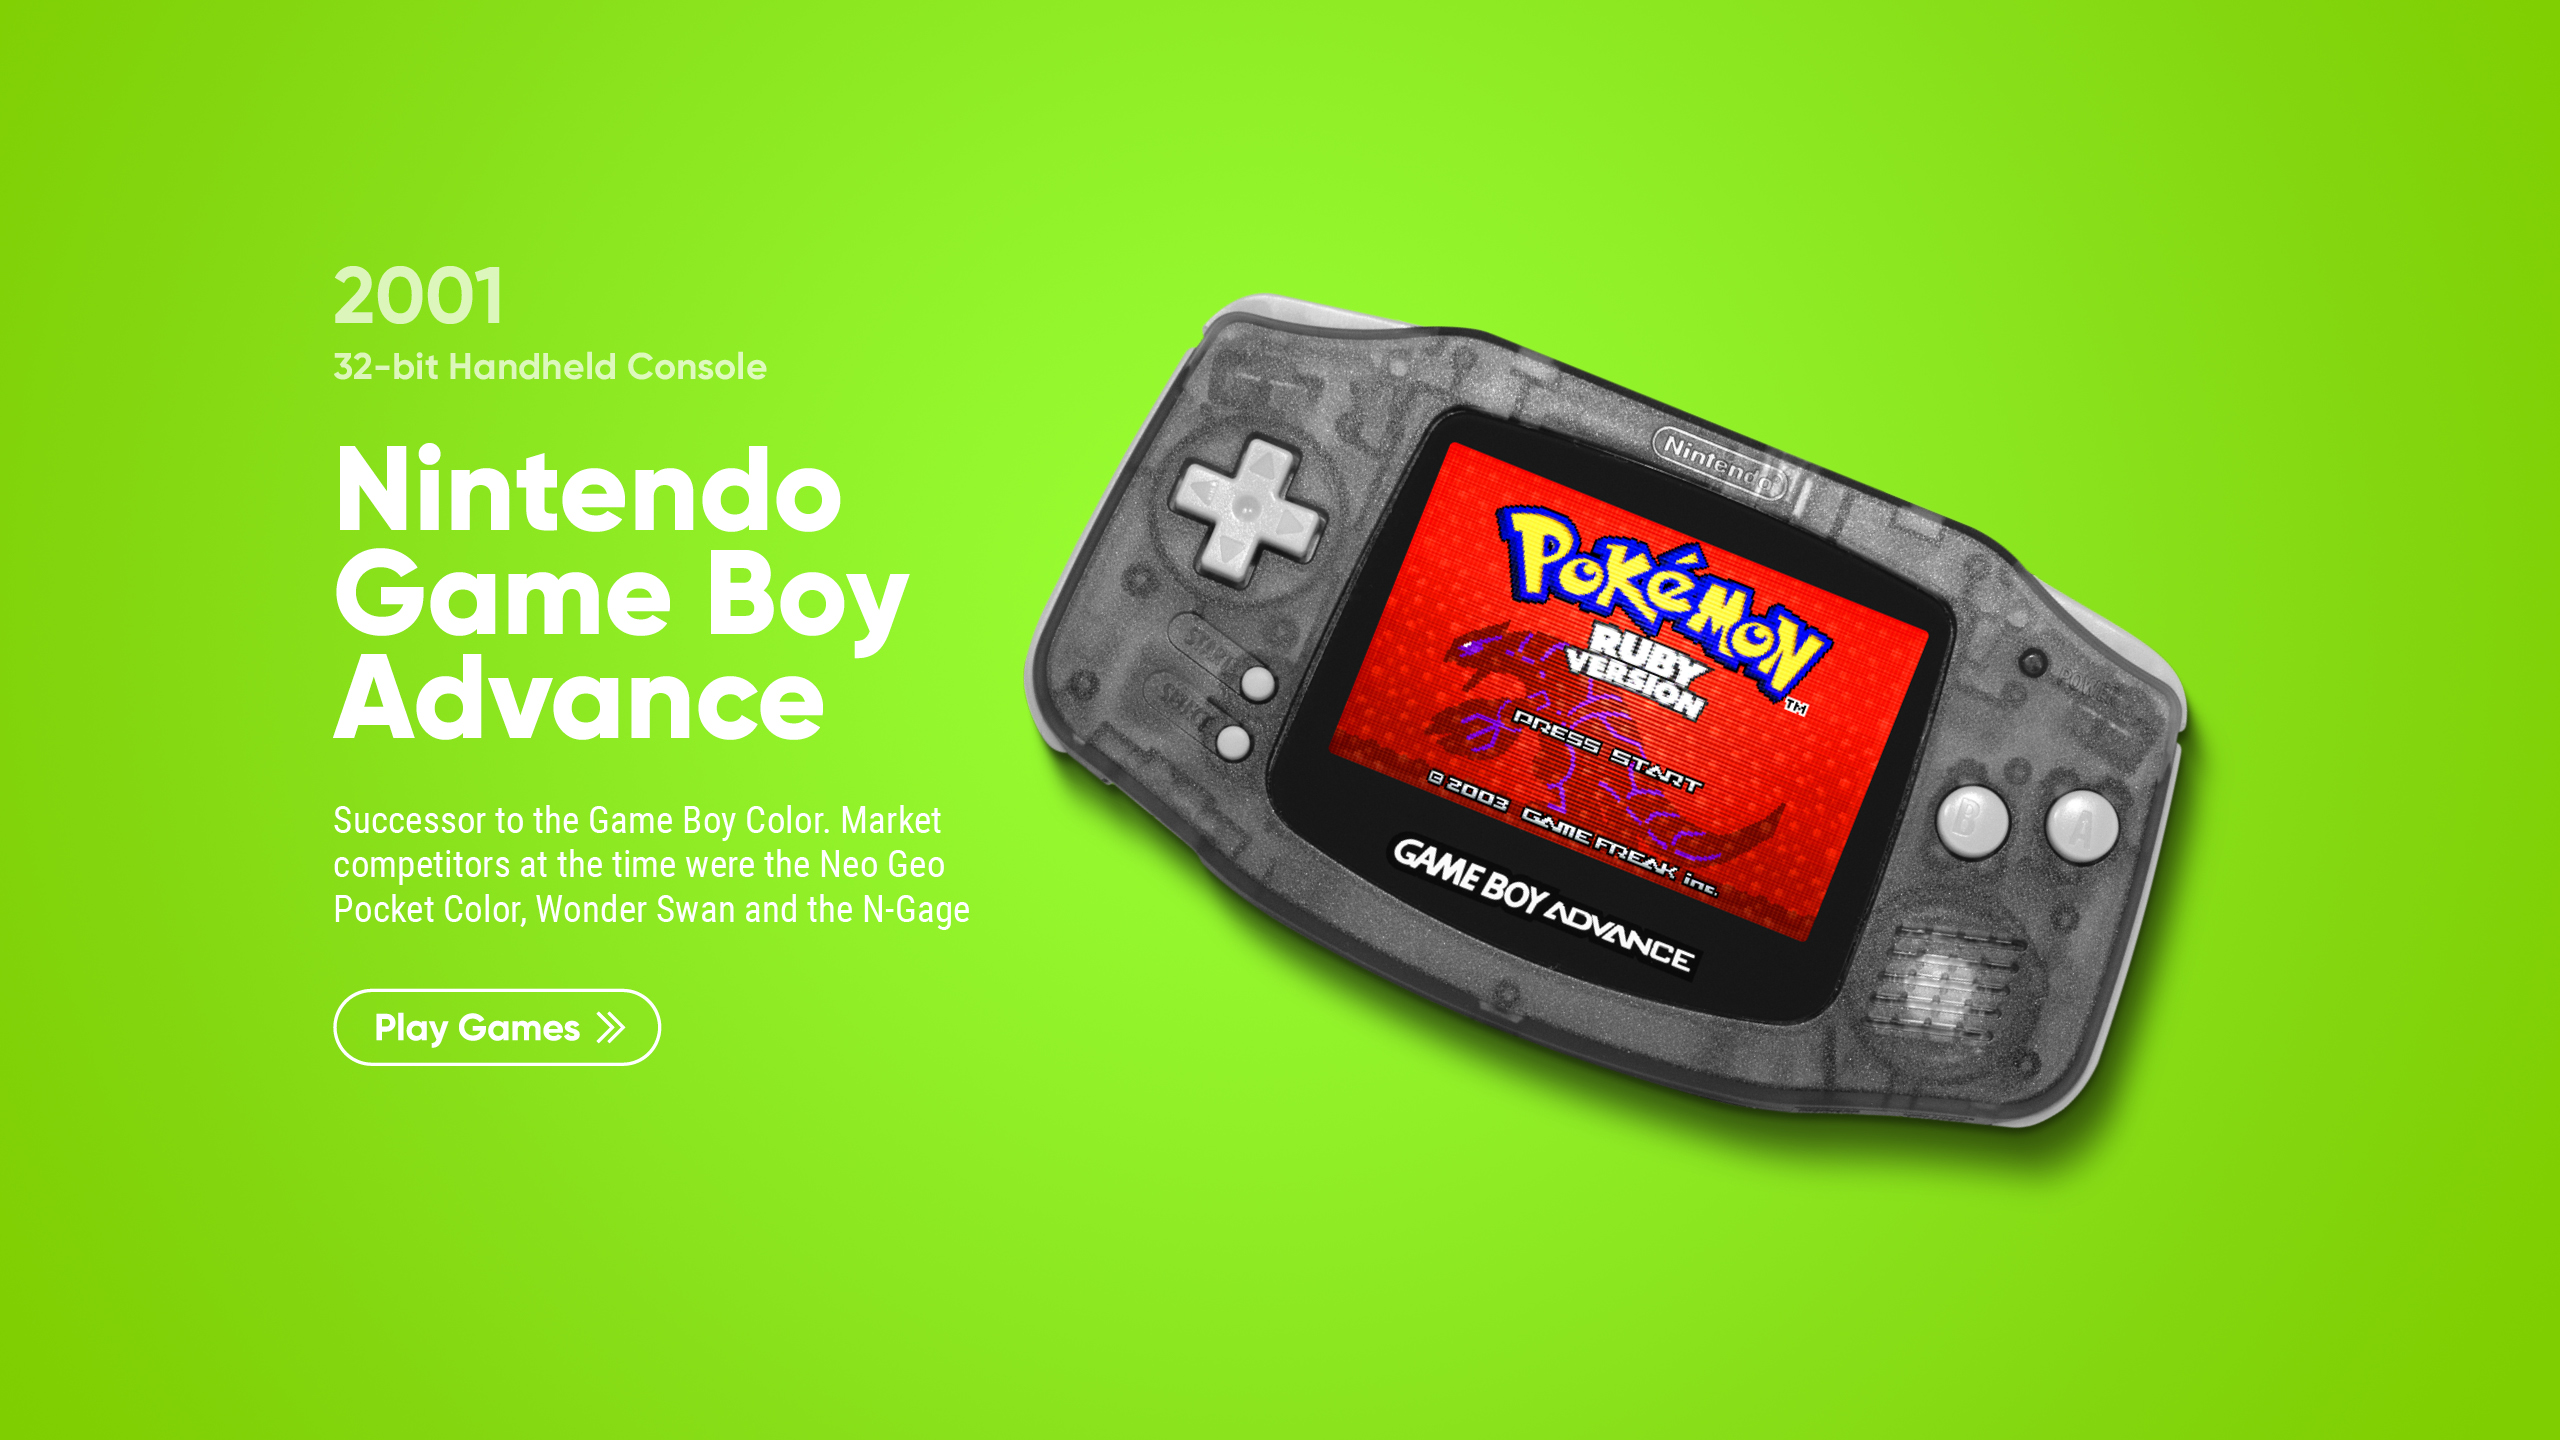 2001
32-bit Handheld Console
Nintendo
Game Boy
Advance
Successor to the Game Boy Color. Market
competitors at the time were the Neo Geo
Pocket Color, Wonder Swan and the N-Gage
Play Games
Nintendo
POKéMON
TM
RUBY
VERSION
PRESS START
©2003 GAME FREAK inc.
GAME BOY ADVANCE
START
SELECT
B
A